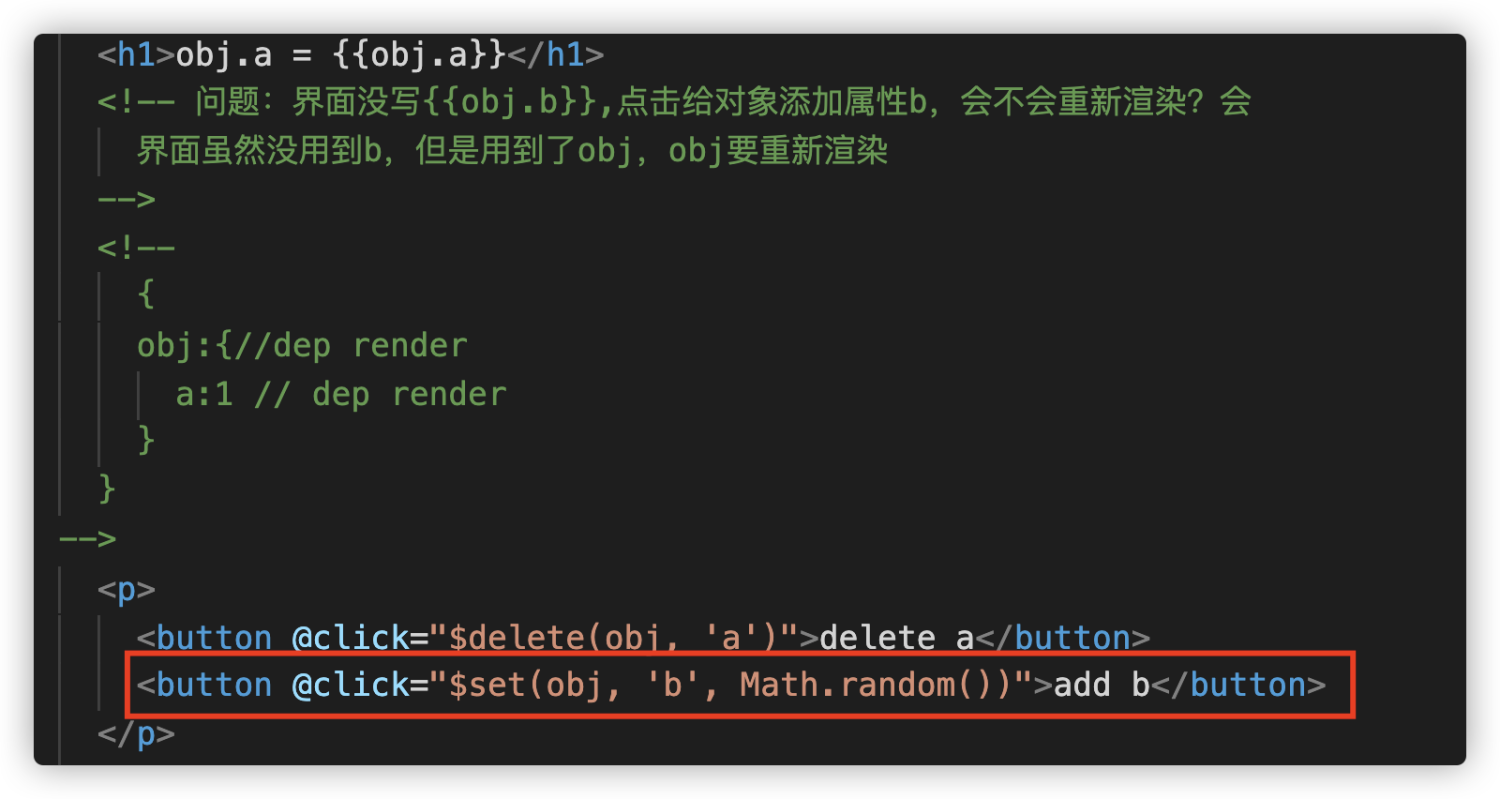 <h1>obj.a = {{obj.a}}</h1>
<!-- 问题：界面没写{{obj.b}},点击给对象添加属性b，会不会重新渲染？会
界面虽然没用到b，但是用到了obj，obj要重新渲染
-->
<!--
{
obj:{//dep render
a:1 // dep render
}
}
-->
<p>
<button @click="$delete(obj, 'a')">delete a</button>
<button @click="$set(obj, 'b', Math.random())">add b</button>
</p>